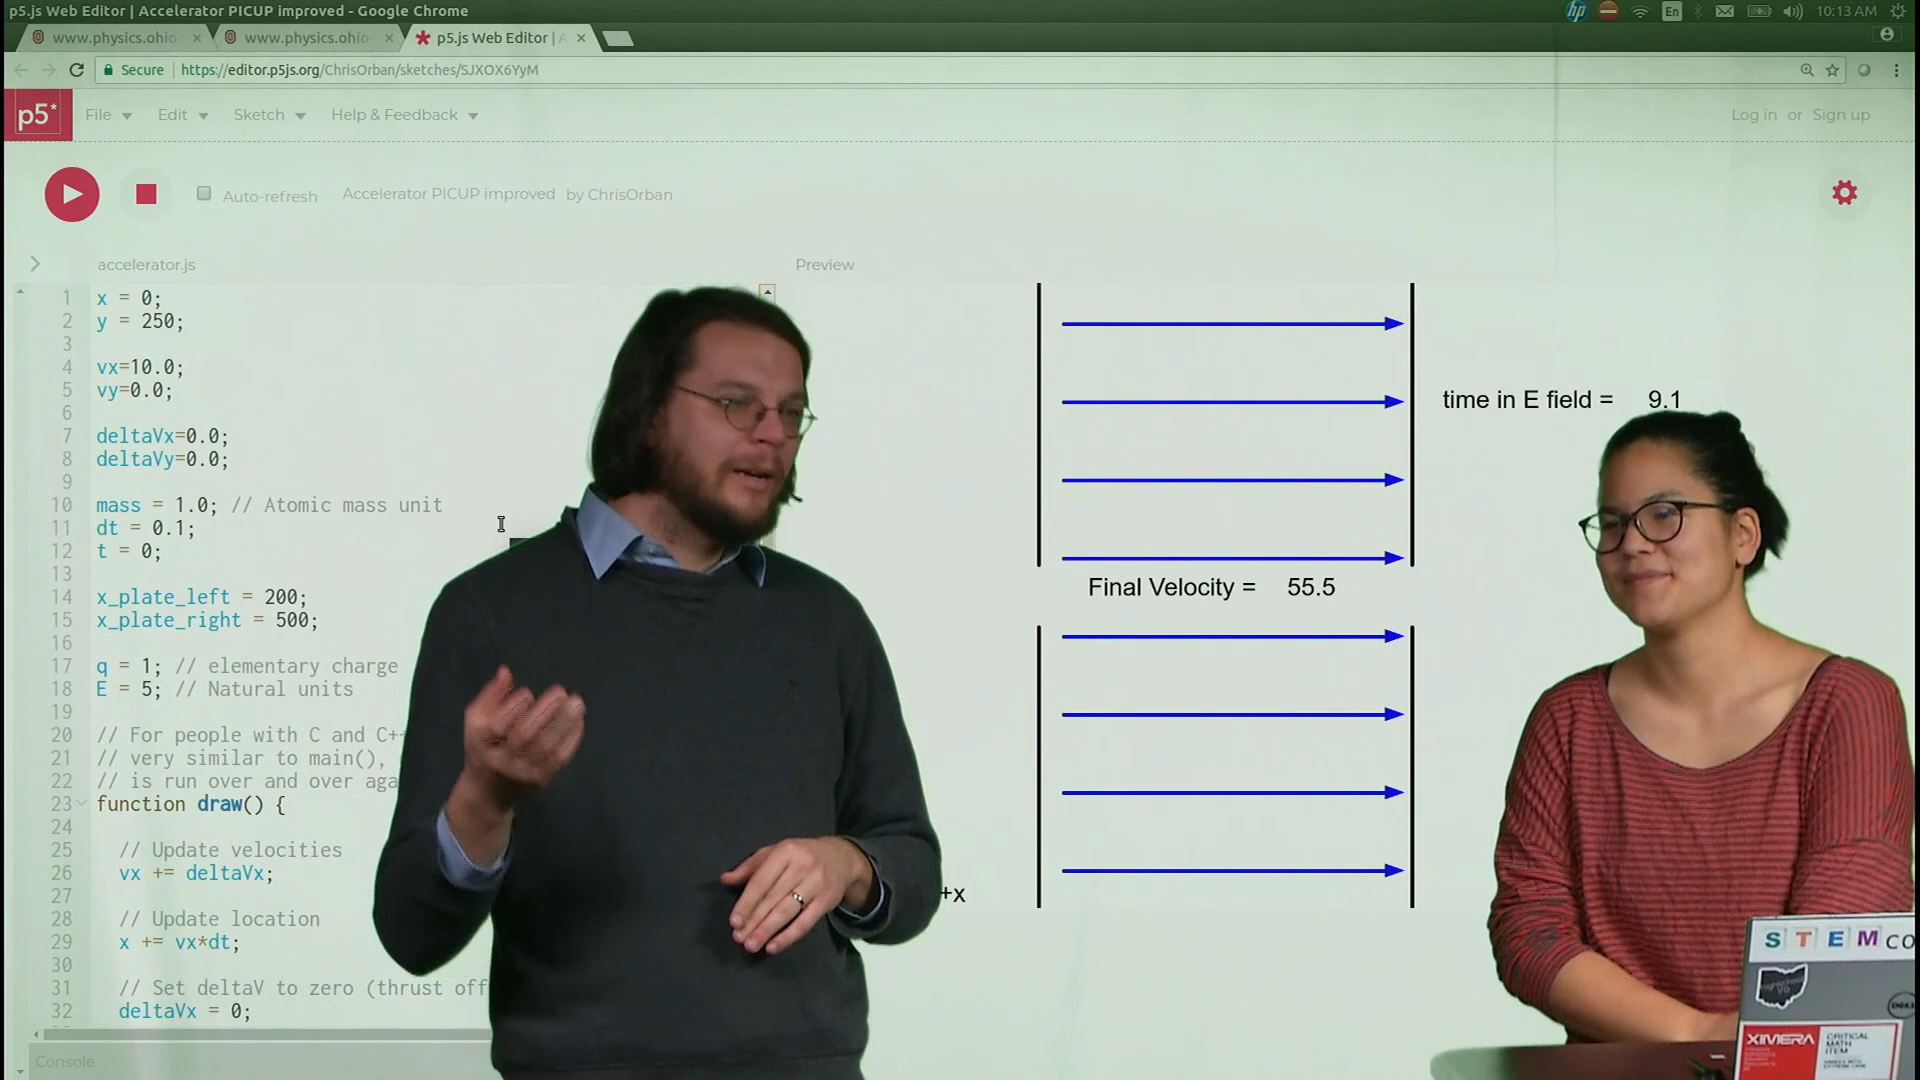 p5.js Web Editor | Accelerator PICUP improved - Google Chrome
En
10:13 AM
www.physics.ohio
www.physics.ohio
p5.js Web Editor | A
Secure
https://editor.p5js.org/ChrisOrban/sketches/SJXOX6YyM
p5*
File
Edit
Sketch
Help & Feedback
Log in or Sign up
Auto-refresh
Accelerator PICUP improved by ChrisOrban
accelerator.js
Preview
1 x = 0;
2 y = 250;
3
4 vx=10.0;
5 vy=0.0;
6
7 deltaVx=0.0;
8 deltaVy=0.0;
9
10 mass = 1.0; // Atomic mass unit
11 dt = 0.1;
12 t = 0;
13
14 x_plate_left = 200;
15 x_plate_right = 500;
16
17 q = 1; // elementary charge
18 E = 5; // Natural units
19
20 // For people with C and C++
21 // very similar to main(),
22 // is run over and over aga
23 function draw() {
24
25 // Update velocities
26 vx += deltaVx;
27
28 // Update location
29 x += vx*dt;
30
31 // Set deltaV to zero (thrust off
32 deltaVx = 0;
Console
time in E field = 9.1
Final Velocity = 55.5
+x
STEMCO
XIMERA
CRITICAL
MATH
ITEM